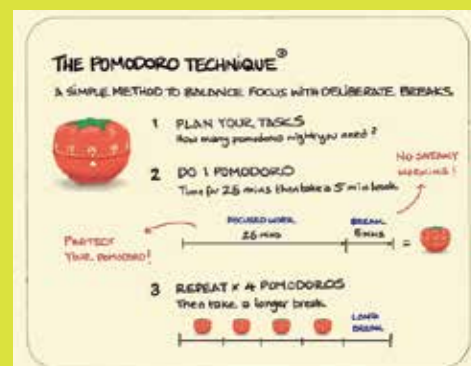 THE POMODORO TECHNIQUE®
A SIMPLE METHOD TO BALANCE FOCUS WITH DELIBERATE BREAKS
1 PLAN YOUR TASKS
How many pomodoros might you need?
2 DO 1 POMODORO
Time for 25 mins then take a 5 min break
NO SNEAKY
WORKING!
FOCUSED WORK
25 mins
BREAK
5 mins
=
PROTECT
YOUR POMODORO!
3 REPEAT x 4 POMODOROS
Then take a longer break
LONG
BREAK